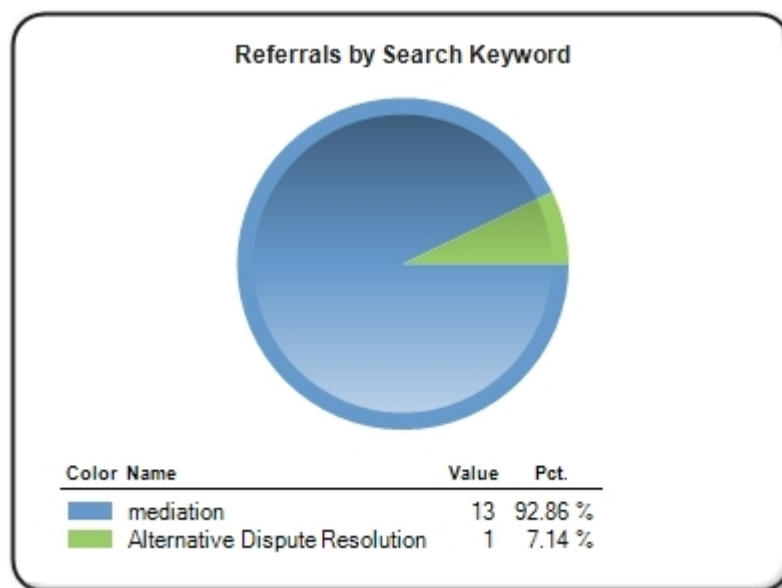 Referrals by Search Keyword
Color Name Value Pct.
mediation 13 92.86 %
Alternative Dispute Resolution 1 7.14 %